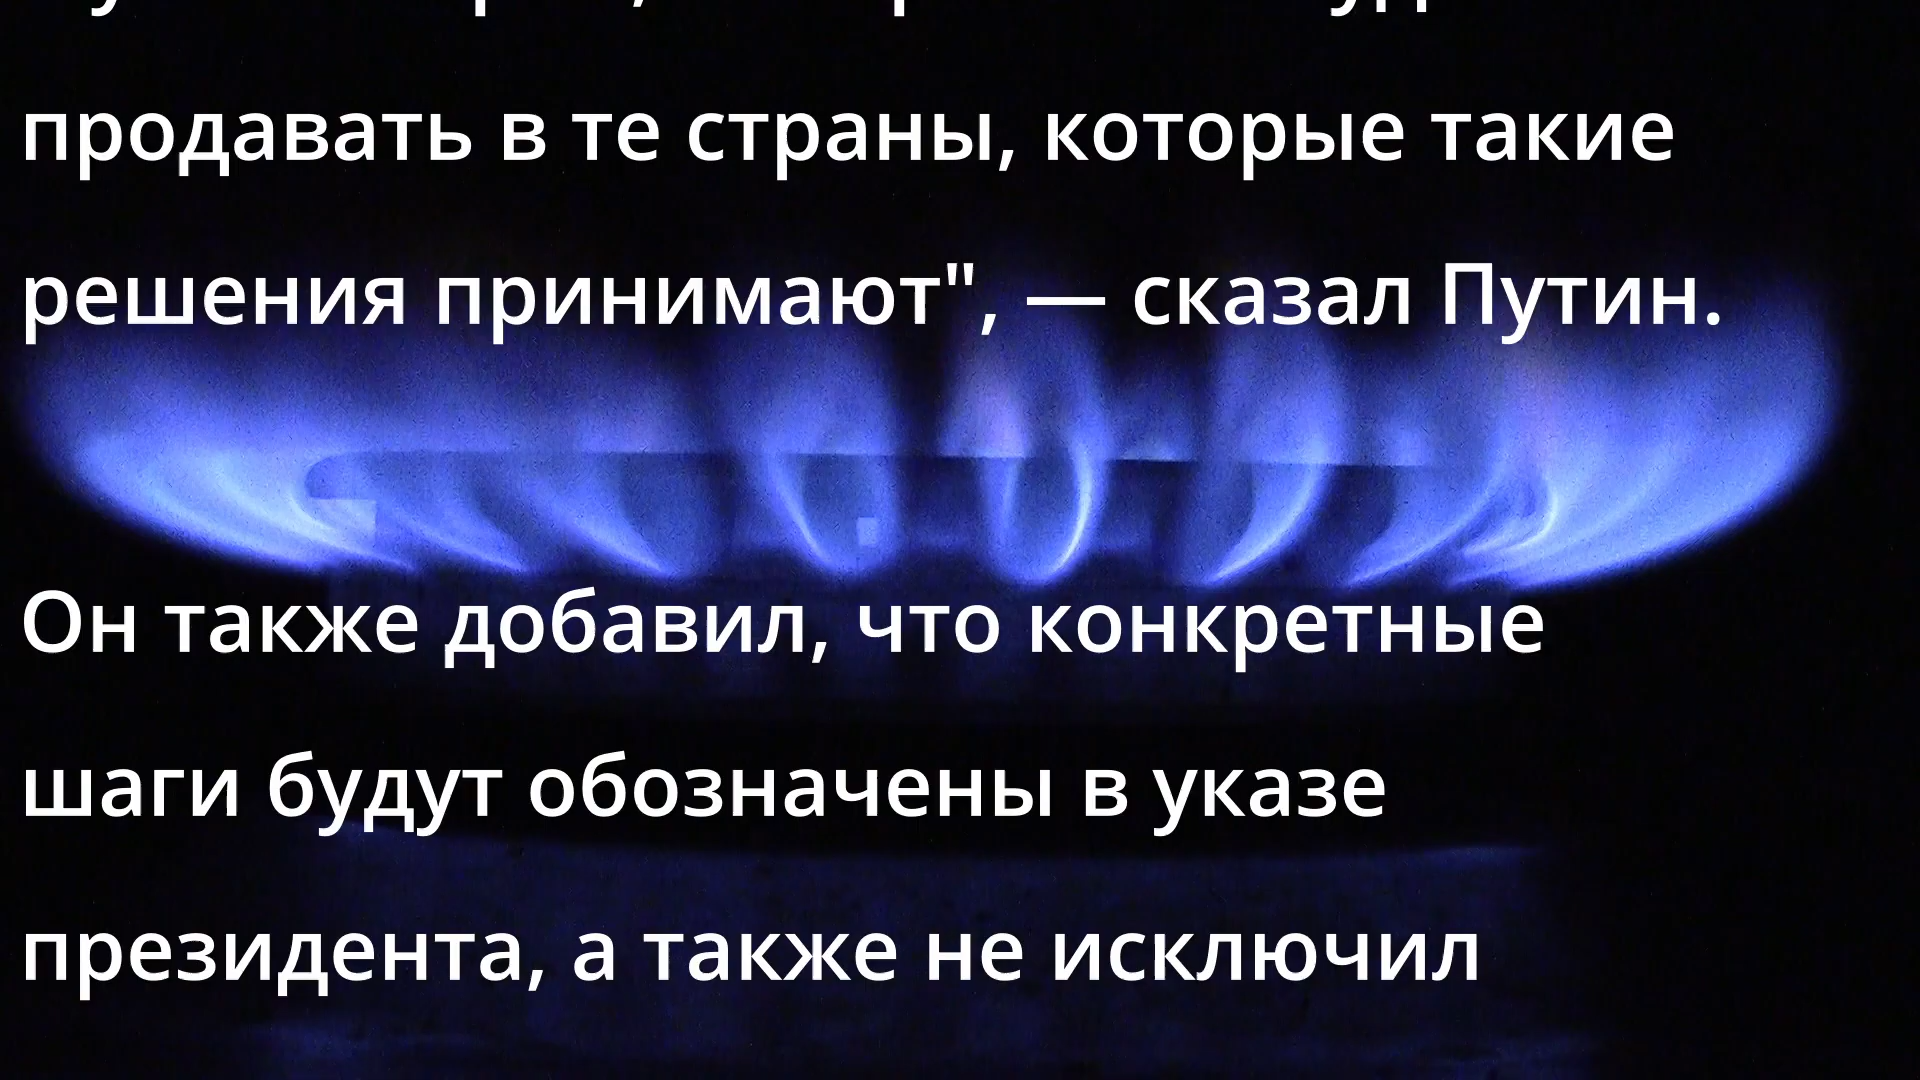 продавать в те страны, которые такие
решения принимают", — сказал Путин.
Он также добавил, что конкретные
шаги будут обозначены в указе
президента, а также не исключил